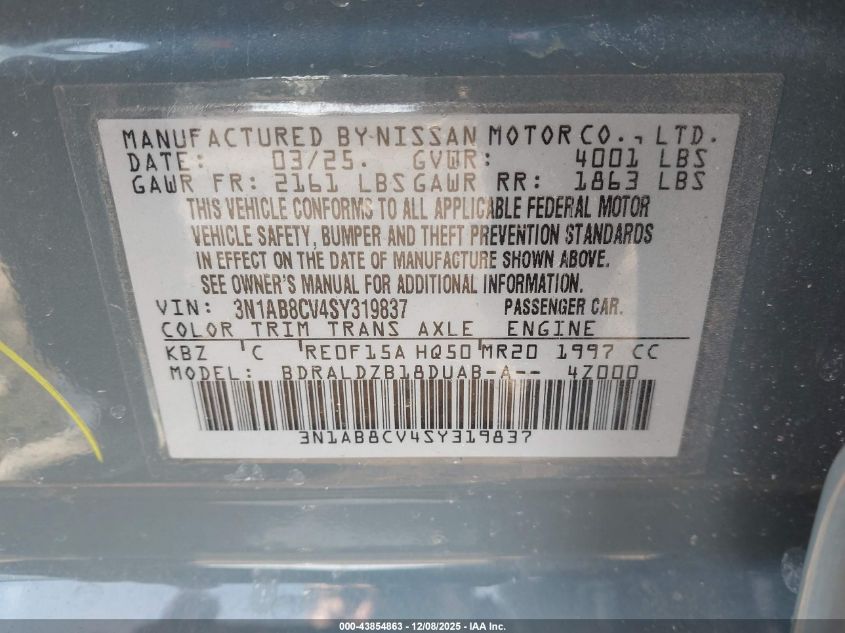 MANUFACTURED BY NISSAN MOTOR CO., LTD.
DATE: 03/25. GVWR: 4001 LBS
GAWR FR: 2161 LBS GAWR RR: 1863 LBS
THIS VEHICLE CONFORMS TO ALL APPLICABLE FEDERAL MOTOR
VEHICLE SAFETY, BUMPER AND THEFT PREVENTION STANDARDS
IN EFFECT ON THE DATE OF MANUFACTURE SHOWN ABOVE.
SEE OWNER'S MANUAL FOR ADDITIONAL INFORMATION.
VIN: 3N1AB8CV4SY319837 PASSENGER CAR.
COLOR TRIM TRANS AXLE ENGINE
KBZ C RE0F15A HQ50 MR20 1997 CC
MODEL: BDRALDZB18DUAB-A-- 4Z000
3N1AB8CV4SY319837
000-43854863 - 12/08/2025 - IAA Inc.